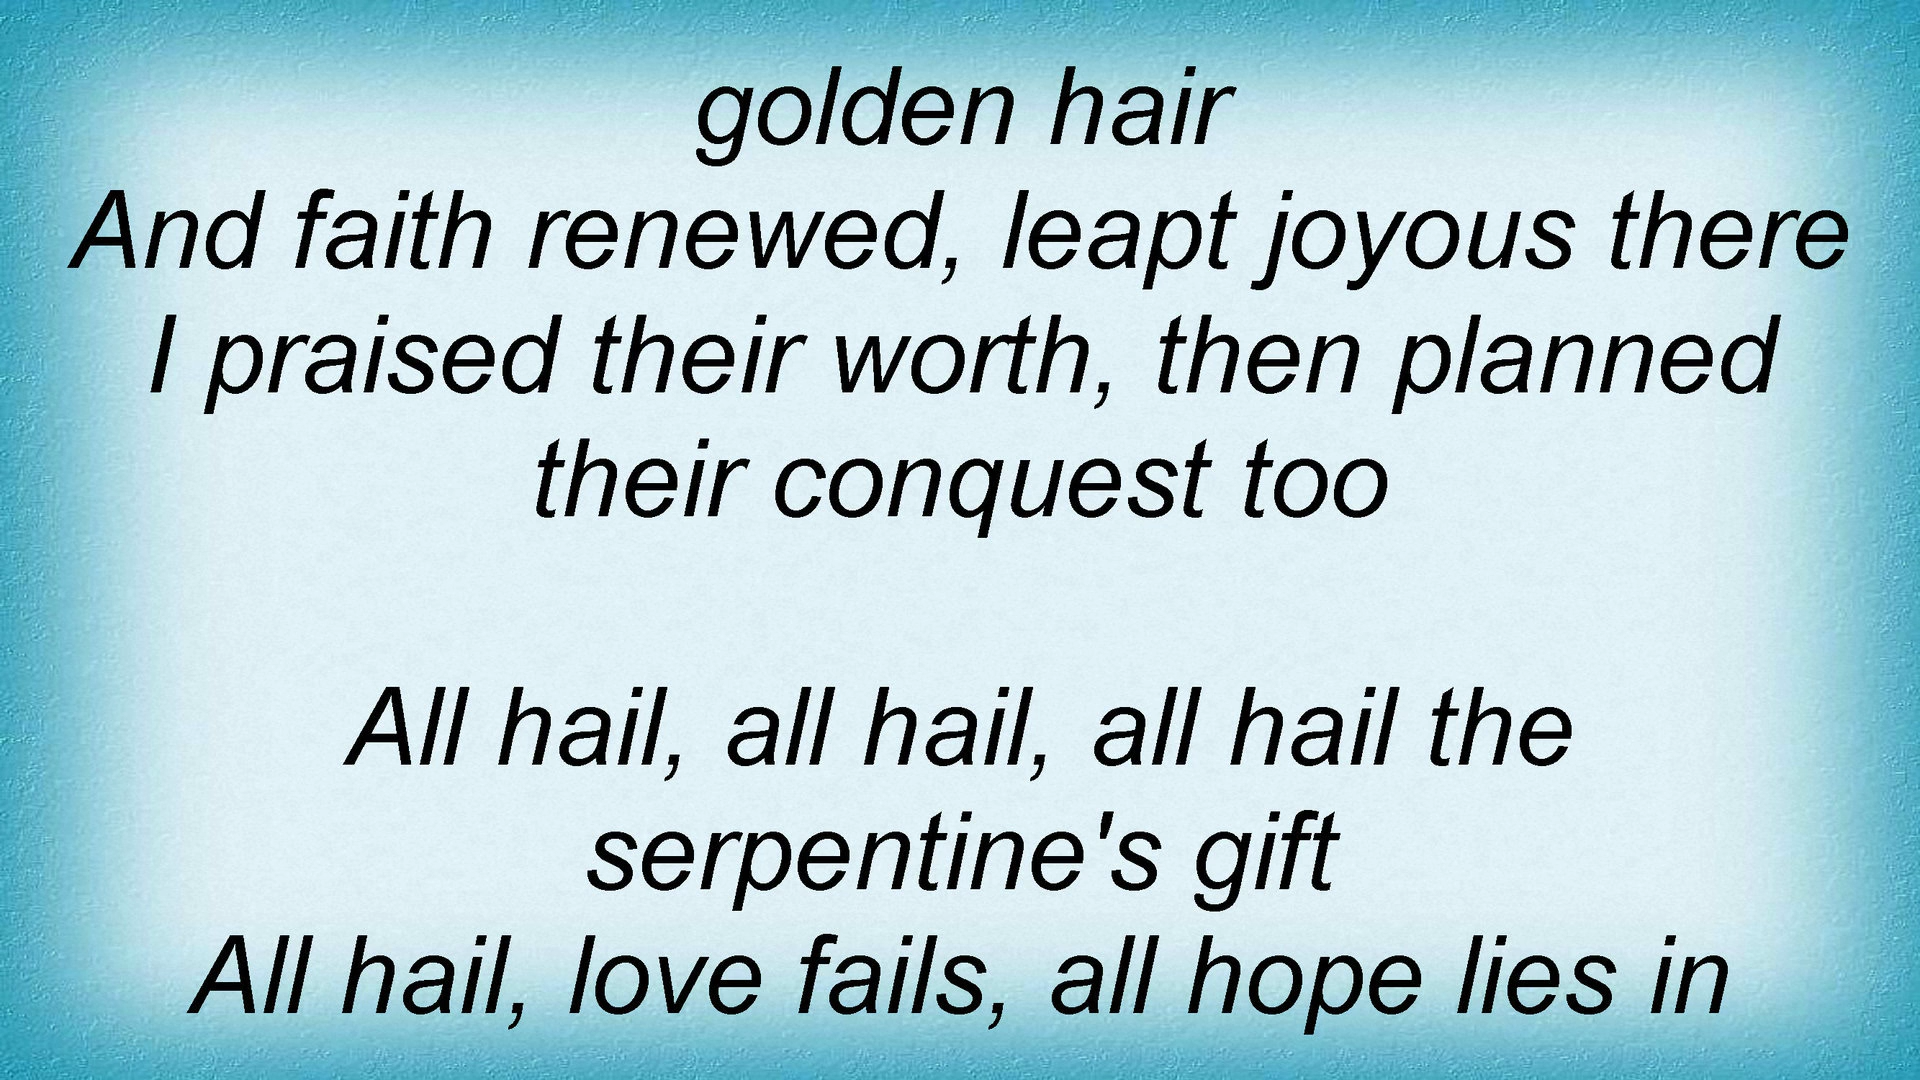 golden hair
And faith renewed, leapt joyous there
I praised their worth, then planned
their conquest too
All hail, all hail, all hail the
serpentine's gift
All hail, love fails, all hope lies in